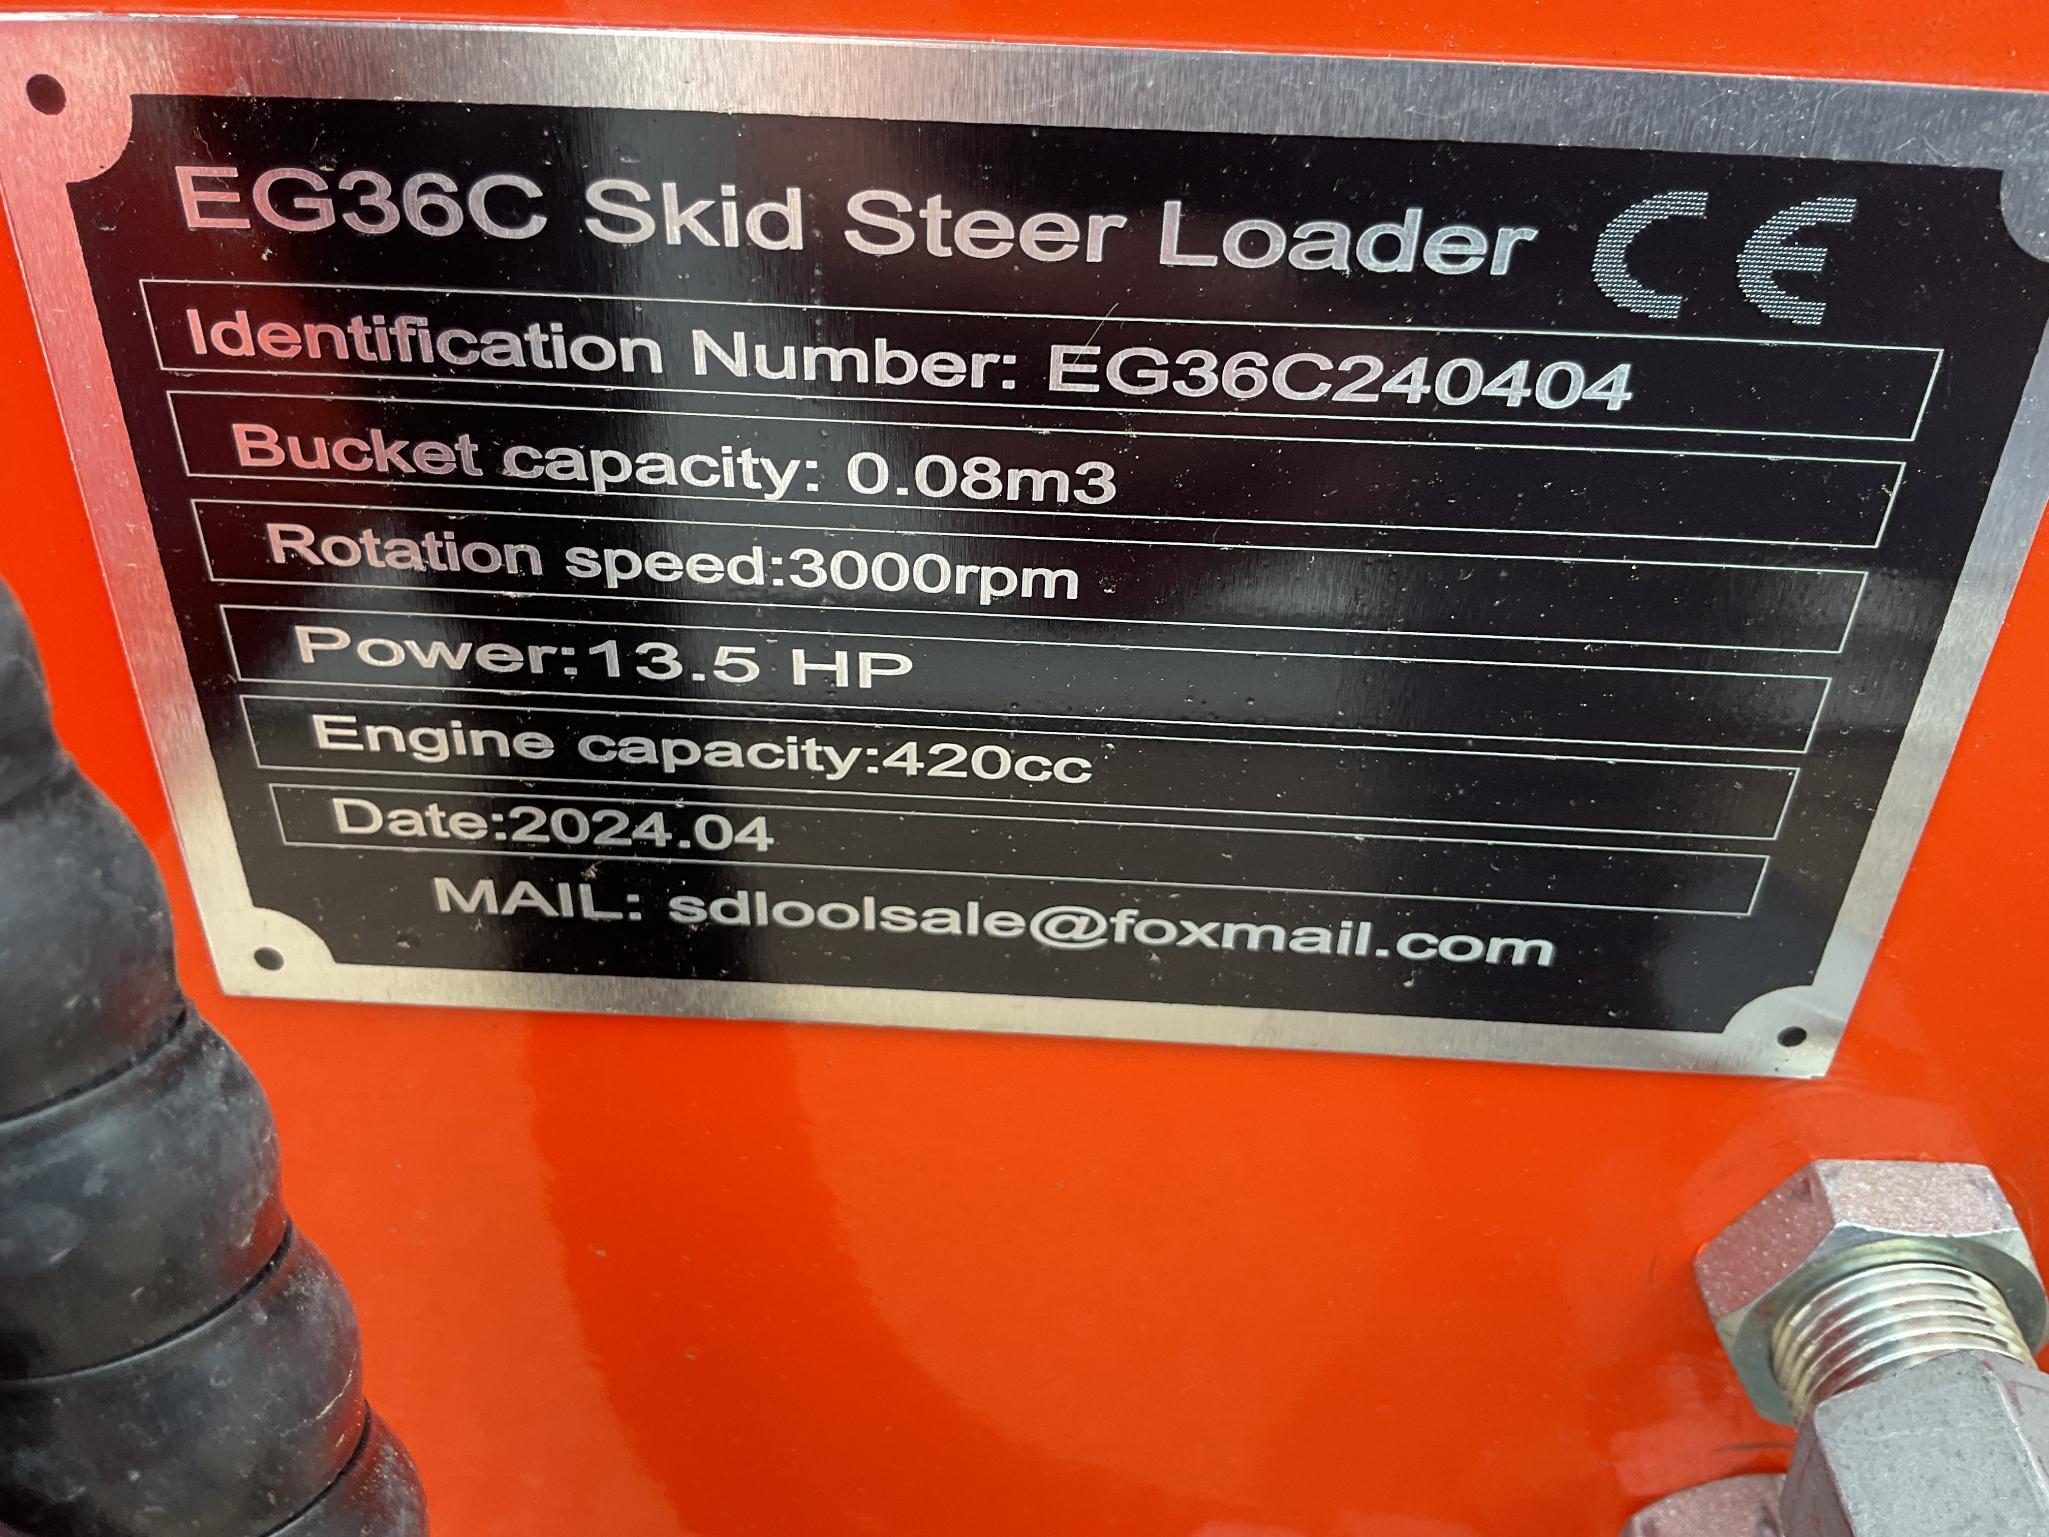 EG36C Skid Steer Loader CE
Identification Number: EG36C240404
Bucket capacity: 0.08m3
Rotation speed:3000rpm
Power:13.5 HP
Engine capacity:420cc
Date:2024.04
MAIL: sdloolsale@foxmail.com